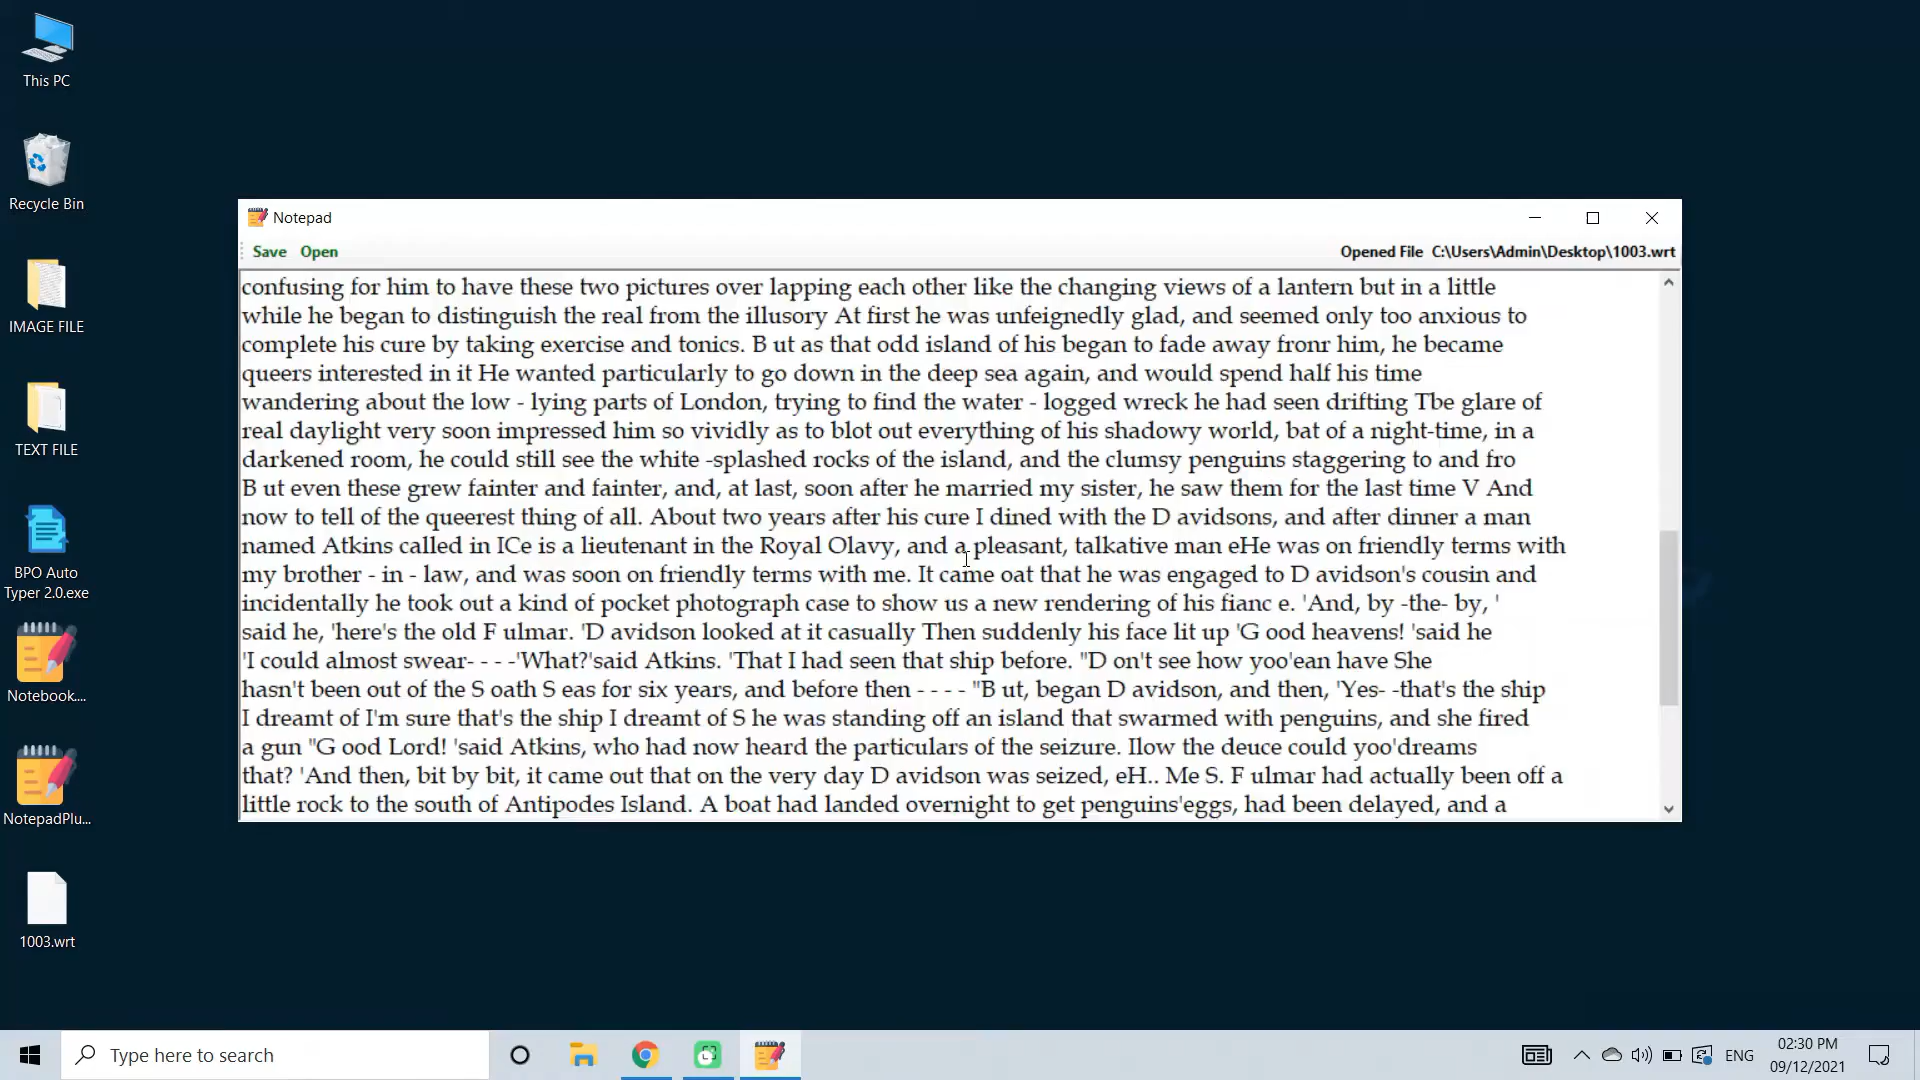 This PC
Recycle Bin
IMAGE FILE
TEXT FILE
BPO Auto
Typer 2.0.exe
Notebook....
NotepadPlu...
1003.wrt
Notepad
Save Open
Opened File C:\Users\Admin\Desktop\1003.wrt
confusing for him to have these two pictures over lapping each other like the changing views of a lantern but in a little
while he began to distinguish the real from the illusory At first he was unfeignedly glad, and seemed only too anxious to
complete his cure by taking exercise and tonics. B ut as that odd island of his began to fade away fronr him, he became
queers interested in it He wanted particularly to go down in the deep sea again, and would spend half his time
wandering about the low - lying parts of London, trying to find the water - logged wreck he had seen drifting Tbe glare of
real daylight very soon impressed him so vividly as to blot out everything of his shadowy world, bat of a night-time, in a
darkened room, he could still see the white -splashed rocks of the island, and the clumsy penguins staggering to and fro
B ut even these grew fainter and fainter, and, at last, soon after he married my sister, he saw them for the last time V And
now to tell of the queerest thing of all. About two years after his cure I dined with the D avidsons, and after dinner a man
named Atkins called in ICe is a lieutenant in the Royal Olavy, and a pleasant, talkative man eHe was on friendly terms with
my brother - in - law, and was soon on friendly terms with me. It came oat that he was engaged to D avidson's cousin and
incidentally he took out a kind of pocket photograph case to show us a new rendering of his fianc e. 'And, by -the- by, '
said he, 'here's the old F ulmar. 'D avidson looked at it casually Then suddenly his face lit up 'G ood heavens! 'said he
'I could almost swear- - - -'What?'said Atkins. 'That I had seen that ship before. "D on't see how yoo'ean have She
hasn't been out of the S oath S eas for six years, and before then - - - - "B ut, began D avidson, and then, 'Yes- -that's the ship
I dreamt of I'm sure that's the ship I dreamt of S he was standing off an island that swarmed with penguins, and she fired
a gun "G ood Lord! 'said Atkins, who had now heard the particulars of the seizure. Ilow the deuce could yoo'dreams
that? 'And then, bit by bit, it came out that on the very day D avidson was seized, eH.. Me S. F ulmar had actually been off a
little rock to the south of Antipodes Island. A boat had landed overnight to get penguins'eggs, had been delayed, and a
Type here to search
ENG
02:30 PM
09/12/2021